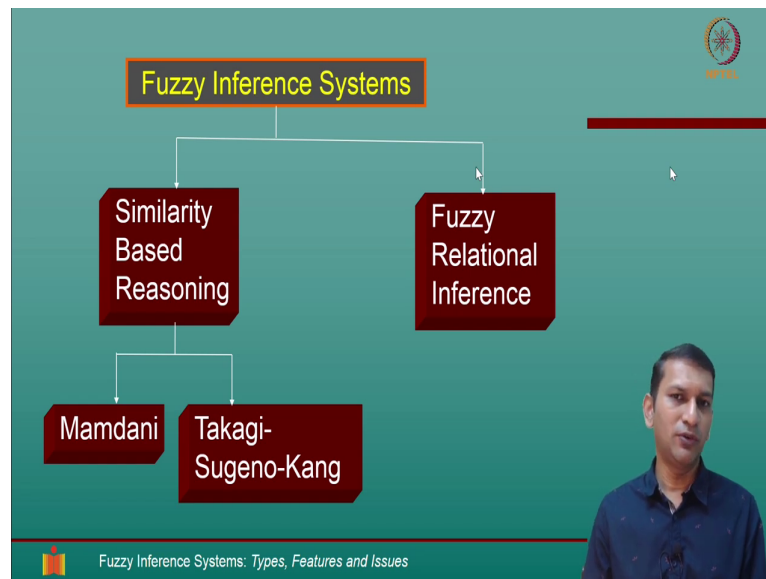 NPTEL
Fuzzy Inference Systems
Similarity
Based
Reasoning
Fuzzy
Relational
Inference
Mamdani
Takagi-
Sugeno-Kang
Fuzzy Inference Systems: Types, Features and Issues